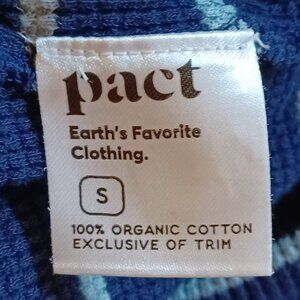 pact
Earth's Favorite
Clothing.
S
100% ORGANIC COTTON
EXCLUSIVE OF TRIM